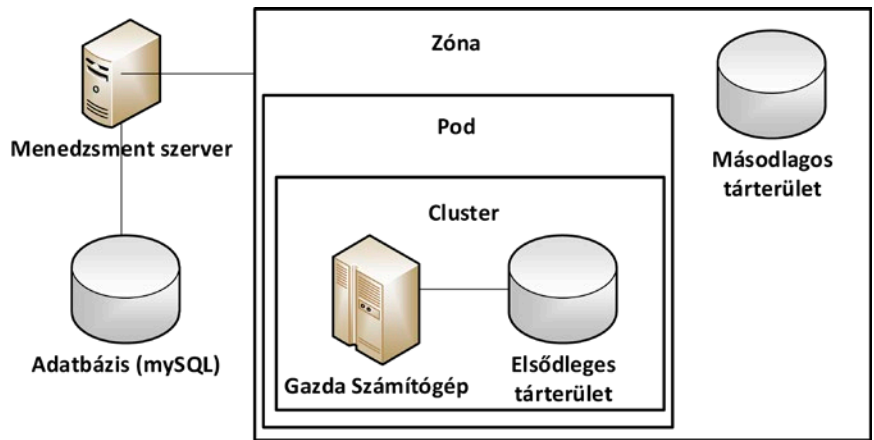 Zóna
Menedzsment szerver
Pod
Másodlagos
tárterület
Cluster
Adatbázis (mySQL)
Gazda Számítógép
Elsődleges
tárterület